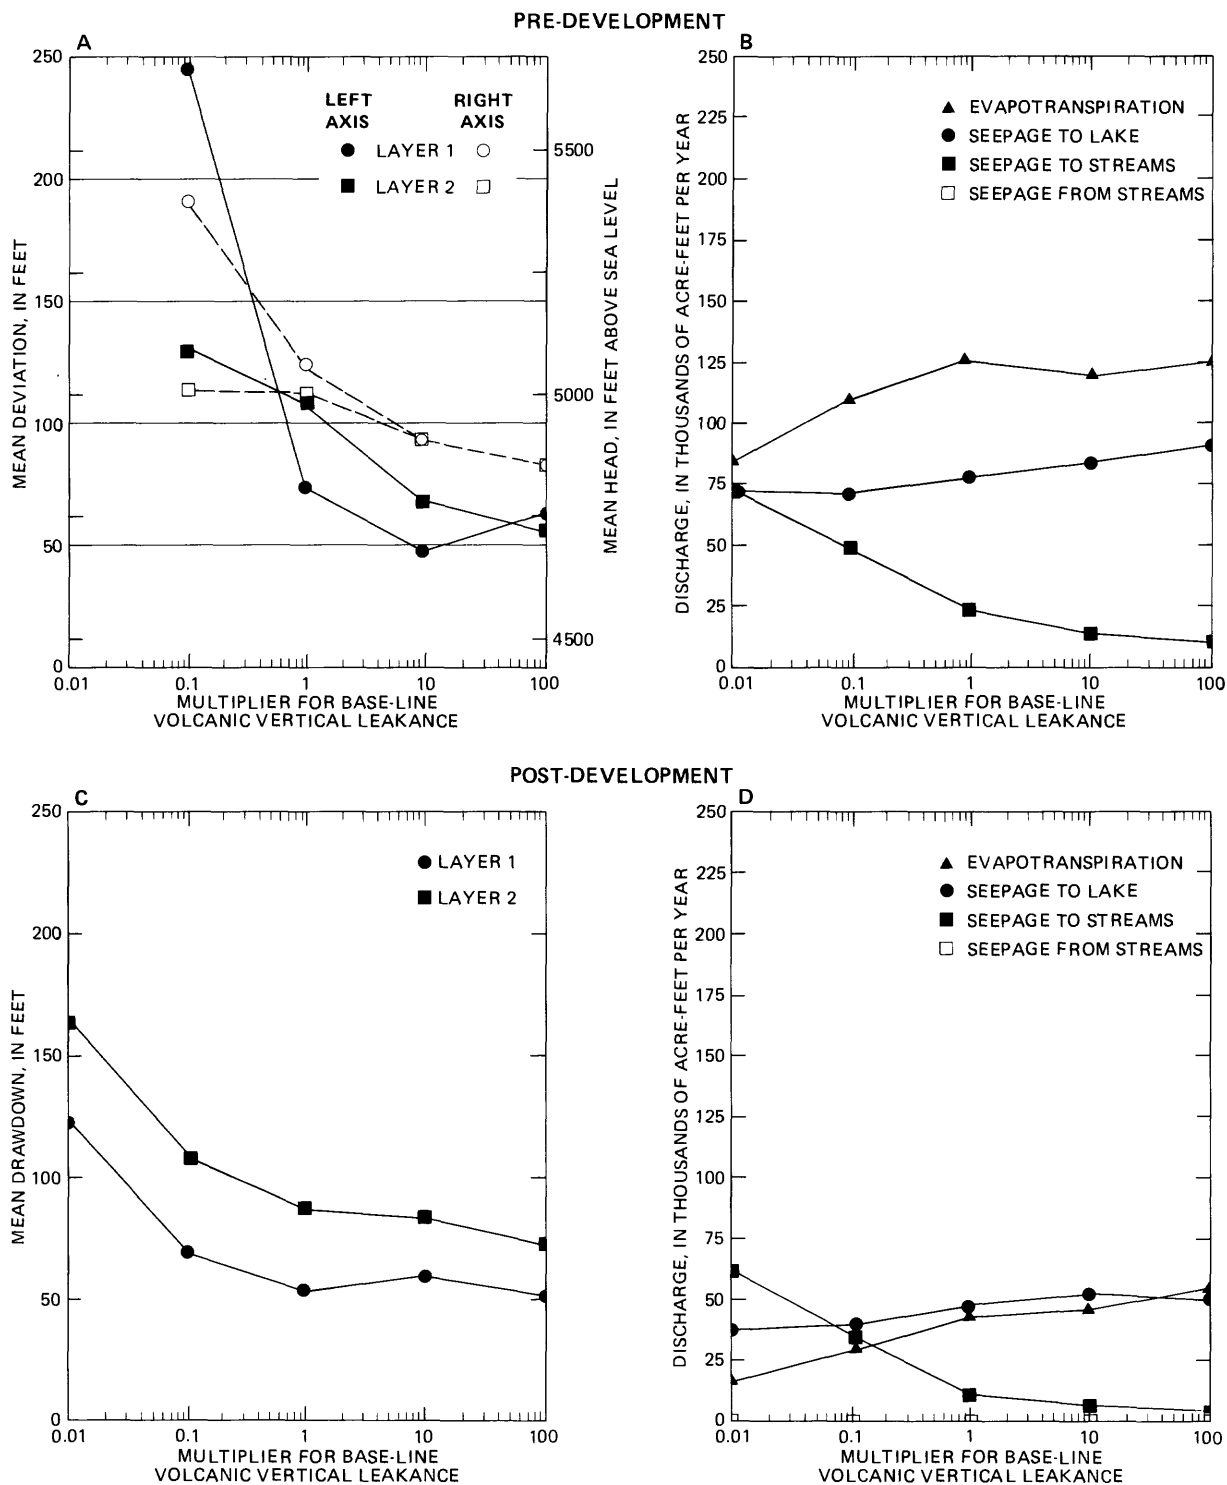 PRE-DEVELOPMENT
A
250
200
150
100
50
0
MEAN DEVIATION, IN FEET
LEFT AXIS
RIGHT AXIS
LAYER 1
LAYER 2
5500
5000
4500
MEAN HEAD, IN FEET ABOVE SEA LEVEL
0.01 0.1 1 10 100
MULTIPLIER FOR BASE-LINE
VOLCANIC VERTICAL LEAKANCE
B
250
225
200
175
150
125
100
75
50
25
0
DISCHARGE, IN THOUSANDS OF ACRE-FEET PER YEAR
EVAPOTRANSPIRATION
SEEPAGE TO LAKE
SEEPAGE TO STREAMS
SEEPAGE FROM STREAMS
0.01 0.1 1 10 100
MULTIPLIER FOR BASE-LINE
VOLCANIC VERTICAL LEAKANCE
POST-DEVELOPMENT
C
250
200
150
100
50
0
MEAN DRAWDOWN, IN FEET
LAYER 1
LAYER 2
0.01 0.1 1 10 100
MULTIPLIER FOR BASE-LINE
VOLCANIC VERTICAL LEAKANCE
D
250
225
200
175
150
125
100
75
50
25
0
DISCHARGE, IN THOUSANDS OF ACRE-FEET PER YEAR
EVAPOTRANSPIRATION
SEEPAGE TO LAKE
SEEPAGE TO STREAMS
SEEPAGE FROM STREAMS
0.01 0.1 1 10 100
MULTIPLIER FOR BASE-LINE
VOLCANIC VERTICAL LEAKANCE